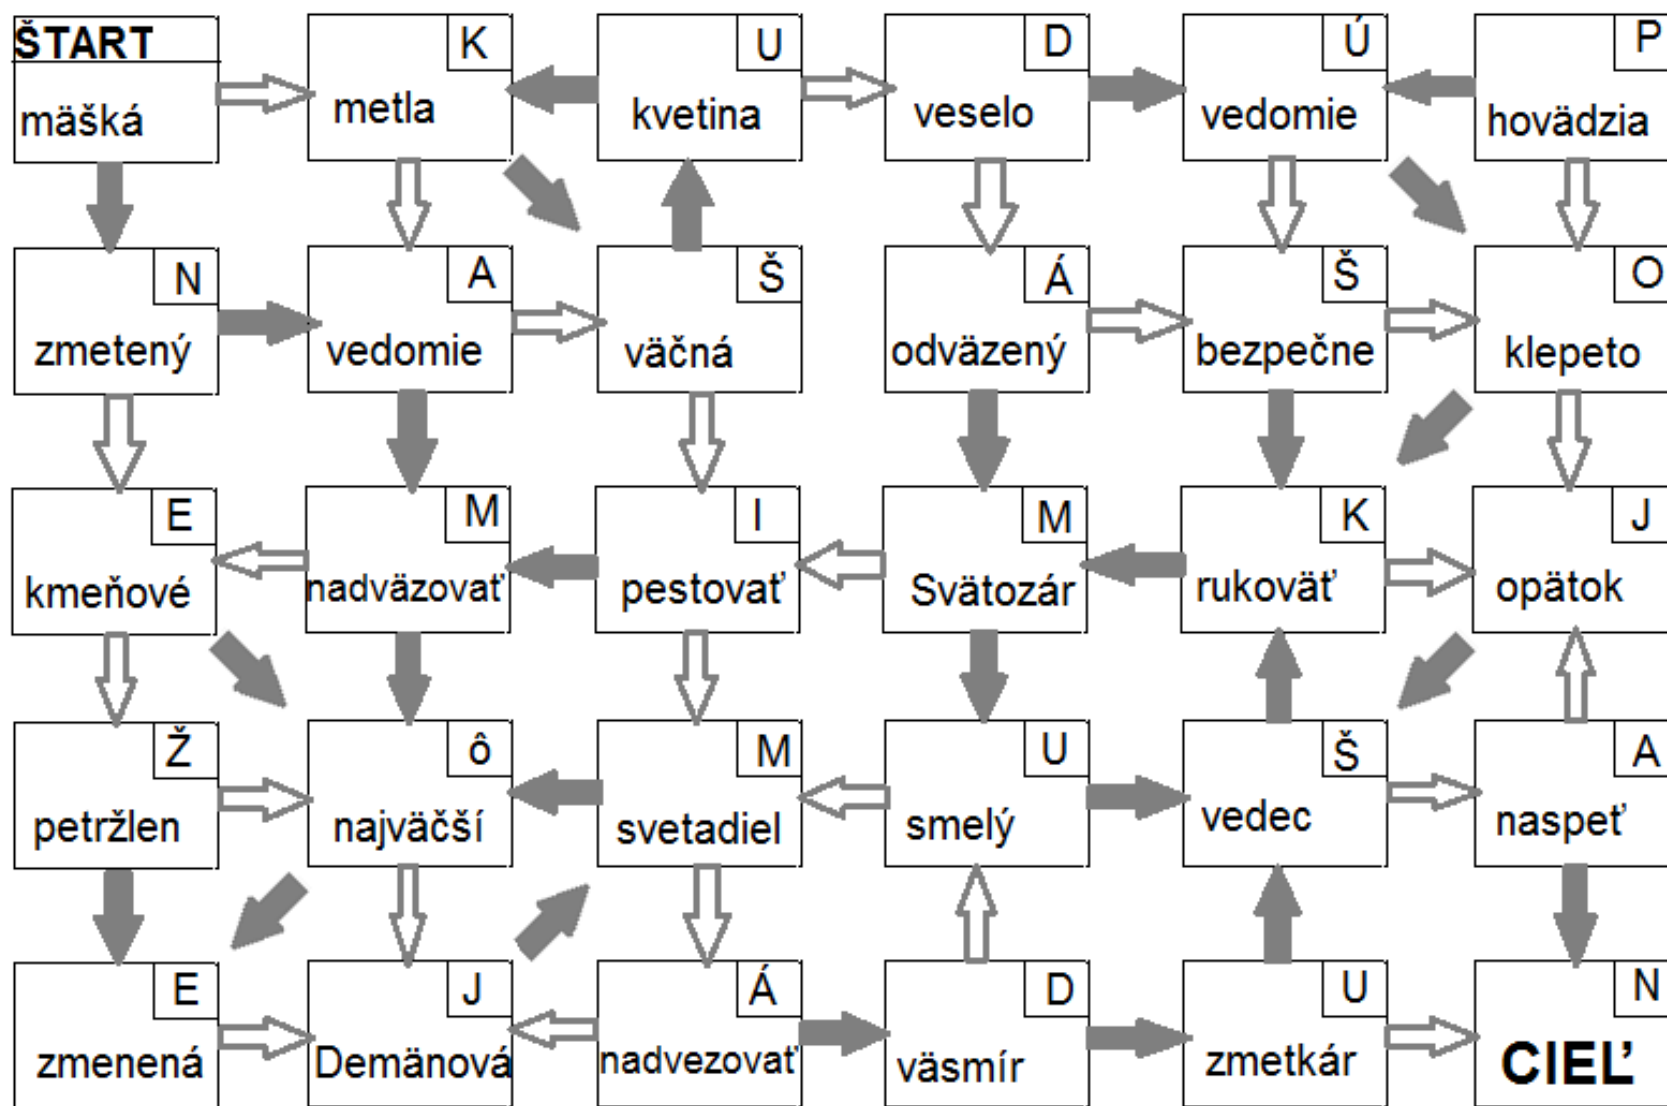 ŠTART
mäšká
K
metla
U
kvetina
D
veselo
Ú
vedomie
P
hovädzia
N
zmetený
A
vedomie
Š
väčná
Á
odväzený
Š
bezpečne
O
klepeto
E
kmeňové
M
nadväzovať
I
pestovať
M
Svätozár
K
rukoväť
J
opätok
Ž
petržlen
ô
najväčší
M
svetadiel
U
smelý
Š
vedec
A
naspeť
E
zmenená
J
Demänová
Á
nadvezovať
D
väsmír
U
zmetkár
N
CIEĽ